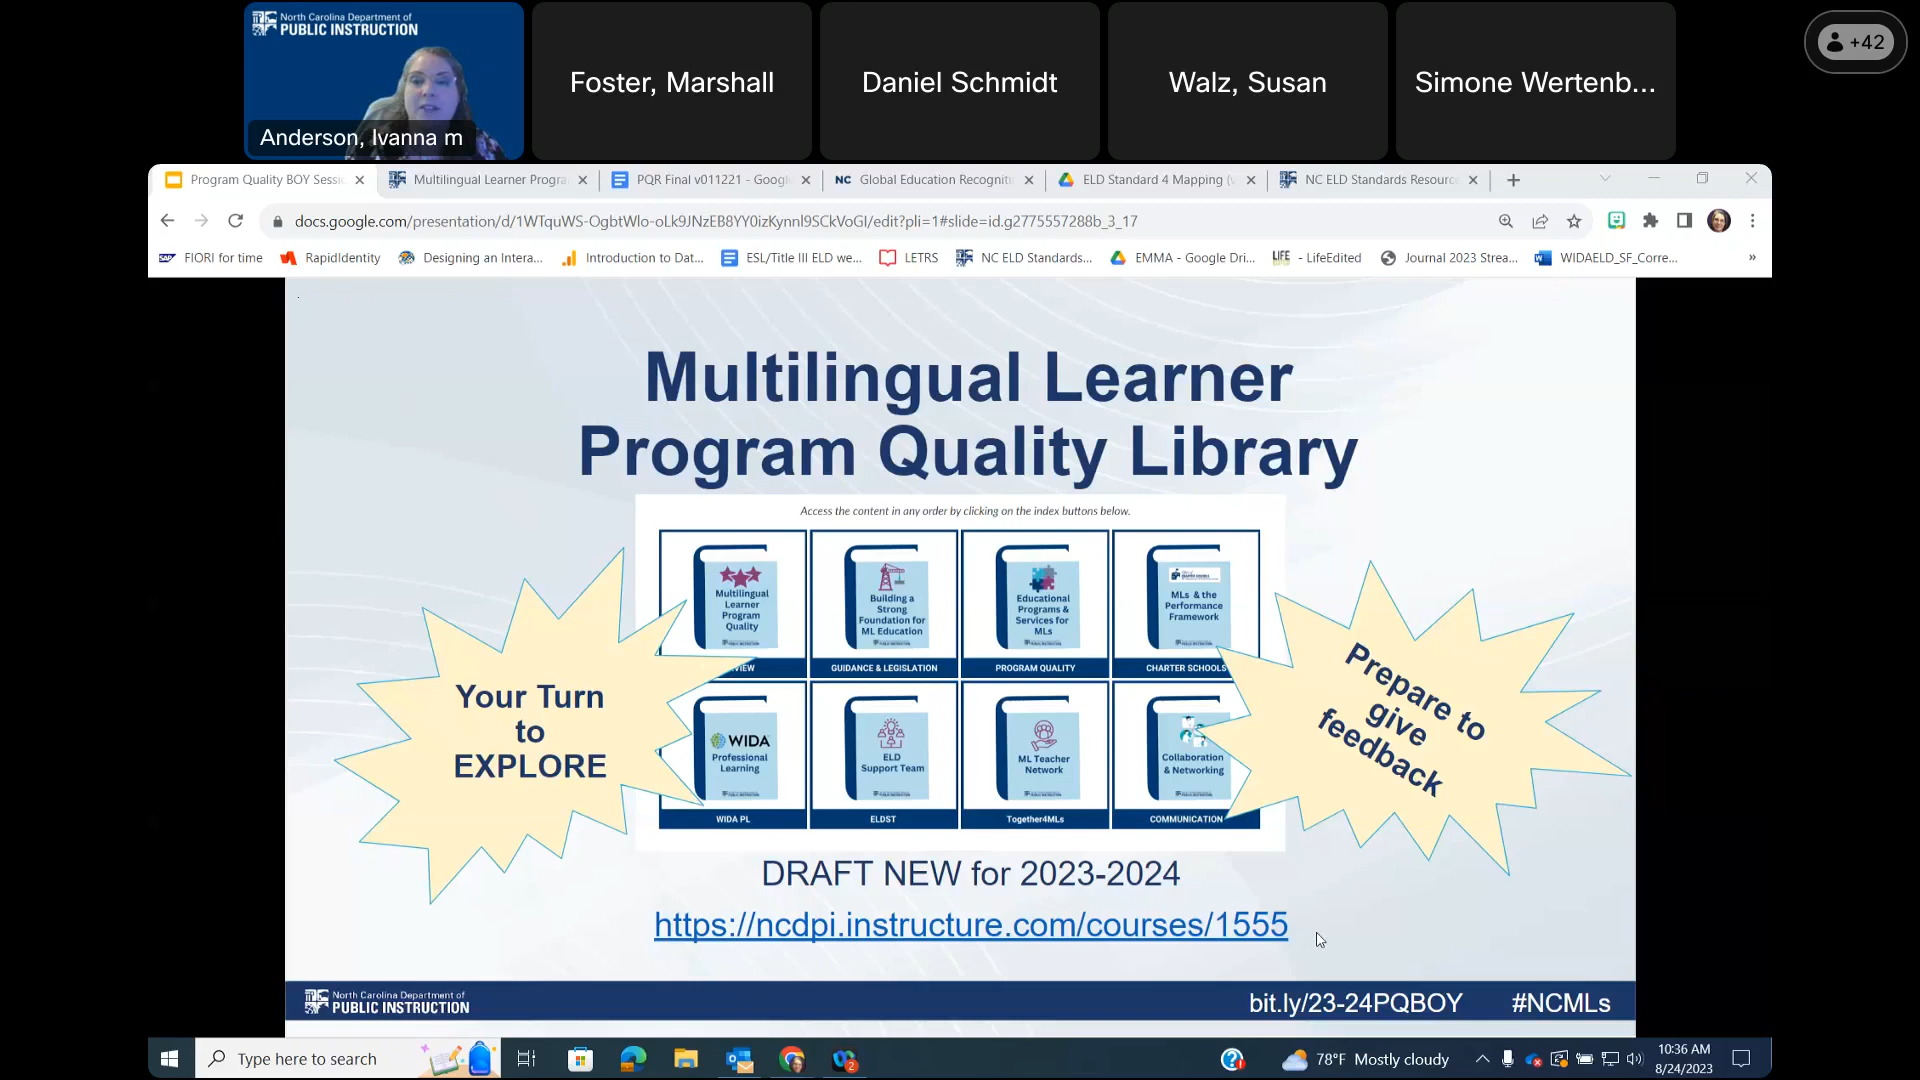 North Carolina Department of
PUBLIC INSTRUCTION
Anderson, Ivanna m
Foster, Marshall
Daniel Schmidt
Walz, Susan
Simone Wertenb...
+42
Program Quality BOY Sessi
Multilingual Learner Progra
PQR Final v011221 - Googl
NC Global Education Recogniti
ELD Standard 4 Mapping (
NC ELD Standards Resourc
docs.google.com/presentation/d/1WTquWS-OgbtWlo-oLk9JNzEB8YY0izKynnl9SCkVoGI/edit?pli=1#slide=id.g2775557288b_3_17
SAP FIORI for time
RapidIdentity
Designing an Intera...
Introduction to Dat...
ESL/Title III ELD we...
LETRS
NC ELD Standards...
EMMA - Google Dri...
LIFE - LifeEdited
Journal 2023 Strea...
WIDAELD_SF_Corre...
»
Multilingual Learner
Program Quality Library
Access the content in any order by clicking on the index buttons below.
Multilingual
Learner
Program
Quality
VIEW
Building a
Strong
Foundation for
ML Education
GUIDANCE & LEGISLATION
Educational
Programs &
Services for
MLs
PROGRAM QUALITY
MLs & the
Performance
Framework
CHARTER SCHOOLS
WIDA
Professional
Learning
WIDA PL
ELD
Support Team
ELDST
ML Teacher
Network
Together4MLs
Collaboration
& Networking
COMMUNICATION
Your Turn
to
EXPLORE
Prepare to
give
feedback
DRAFT NEW for 2023-2024
https://ncdpi.instructure.com/courses/1555
North Carolina Department of
PUBLIC INSTRUCTION
bit.ly/23-24PQBOY
#NCMLs
Type here to search
2
78°F Mostly cloudy
10:36 AM
8/24/2023